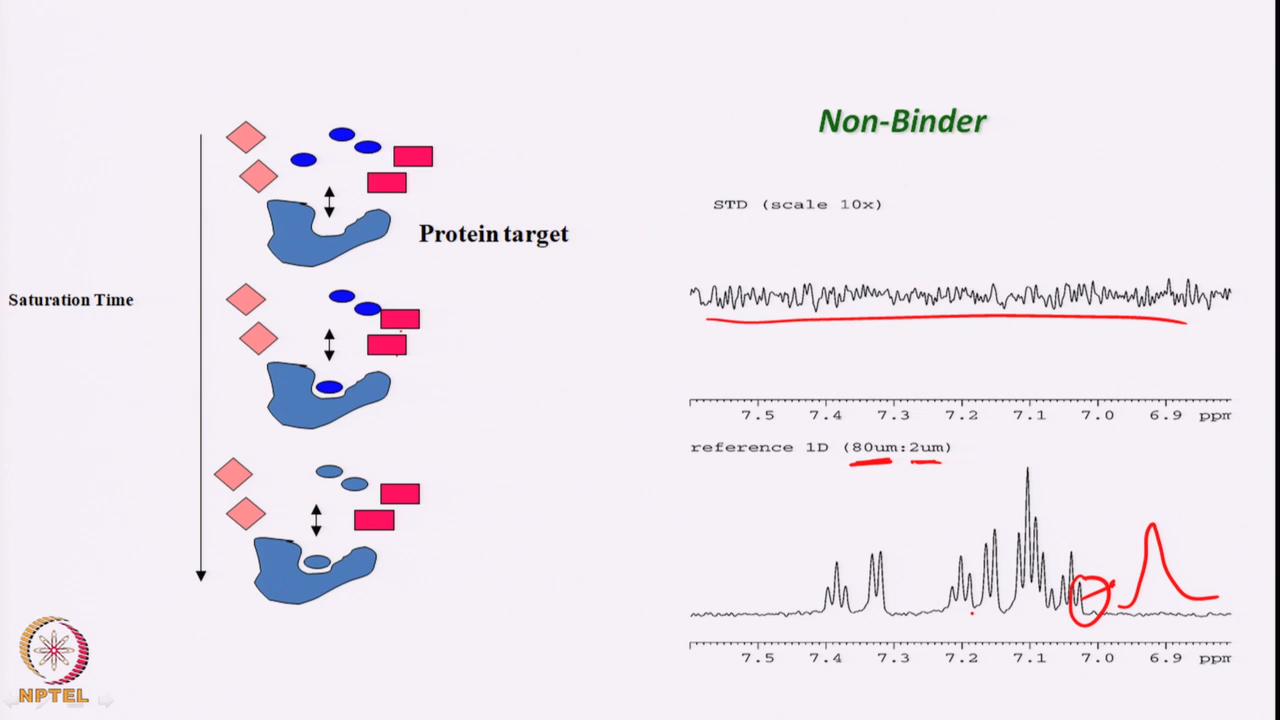 Non-Binder
STD (scale 10x)
Protein target
Saturation Time
7.5 7.4 7.3 7.2 7.1 7.0 6.9 ppm
reference 1D (80um:2um)
7.5 7.4 7.3 7.2 7.1 7.0 6.9 ppm
NPTEL